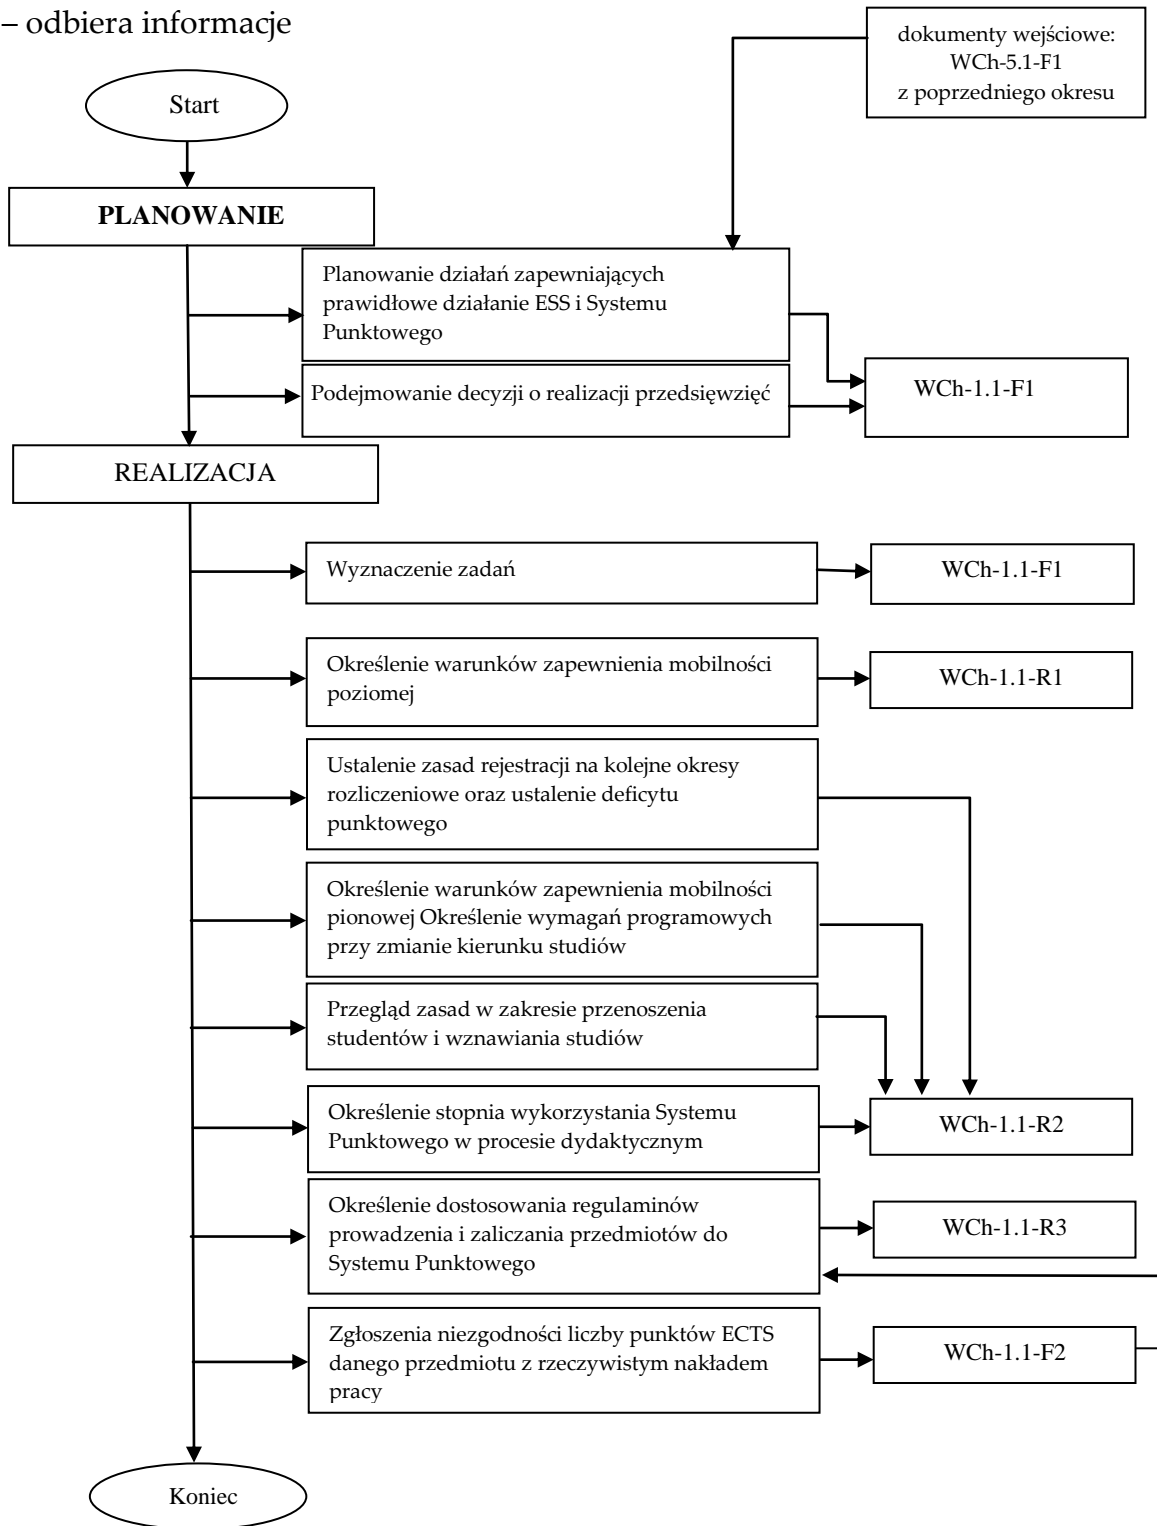 – odbiera informacje
dokumenty wejściowe:
WCh-5.1-F1
z poprzedniego okresu
Start
PLANOWANIE
Planowanie działań zapewniających
prawidłowe działanie ESS i Systemu
Punktowego
Podejmowanie decyzji o realizacji przedsięwzięć
WCh-1.1-F1
REALIZACJA
Wyznaczenie zadań
WCh-1.1-F1
Określenie warunków zapewnienia mobilności
poziomej
WCh-1.1-R1
Ustalenie zasad rejestracji na kolejne okresy
rozliczeniowe oraz ustalenie deficytu
punktowego
Określenie warunków zapewnienia mobilności
pionowej Określenie wymagań programowych
przy zmianie kierunku studiów
Przegląd zasad w zakresie przenoszenia
studentów i wznawiania studiów
Określenie stopnia wykorzystania Systemu
Punktowego w procesie dydaktycznym
WCh-1.1-R2
Określenie dostosowania regulaminów
prowadzenia i zaliczania przedmiotów do
Systemu Punktowego
WCh-1.1-R3
Zgłoszenia niezgodności liczby punktów ECTS
danego przedmiotu z rzeczywistym nakładem
pracy
WCh-1.1-F2
Koniec